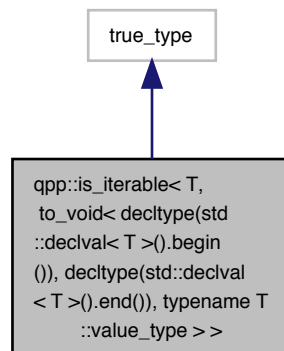 true_type
qpp::is_iterable< T,
to_void< decltype(std
::declval< T >().begin
()), decltype(std::declval
< T >().end()), typename T
::value_type > >